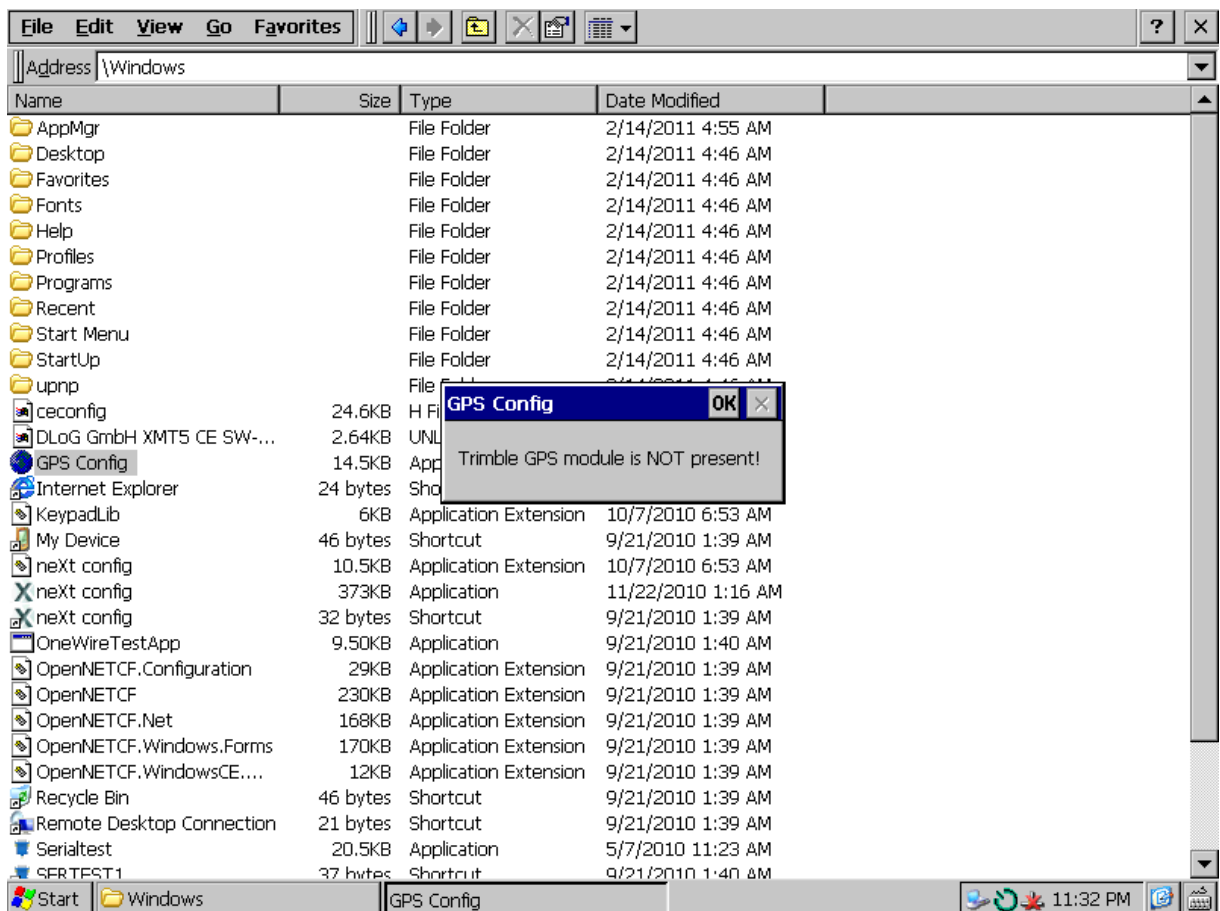 File Edit View Go Favorites ?
Address \Windows
Name Size Type Date Modified
AppMgr File Folder 2/14/2011 4:55 AM
Desktop File Folder 2/14/2011 4:46 AM
Favorites File Folder 2/14/2011 4:46 AM
Fonts File Folder 2/14/2011 4:46 AM
Help File Folder 2/14/2011 4:46 AM
Profiles File Folder 2/14/2011 4:46 AM
Programs File Folder 2/14/2011 4:46 AM
Recent File Folder 2/14/2011 4:46 AM
Start Menu File Folder 2/14/2011 4:46 AM
StartUp File Folder 2/14/2011 4:46 AM
upnp File
ceconfig 24.6KB H Fi
DLoG GmbH XMT5 CE SW-... 2.64KB UNL
GPS Config 14.5KB App
Internet Explorer 24 bytes Sho
GPS Config OK
Trimble GPS module is NOT present!
KeypadLib 6KB Application Extension 10/7/2010 6:53 AM
My Device 46 bytes Shortcut 9/21/2010 1:39 AM
neXt config 10.5KB Application Extension 10/7/2010 6:53 AM
neXt config 373KB Application 11/22/2010 1:16 AM
neXt config 32 bytes Shortcut 9/21/2010 1:39 AM
OneWireTestApp 9.50KB Application 9/21/2010 1:40 AM
OpenNETCF.Configuration 29KB Application Extension 9/21/2010 1:39 AM
OpenNETCF 230KB Application Extension 9/21/2010 1:39 AM
OpenNETCF.Net 168KB Application Extension 9/21/2010 1:39 AM
OpenNETCF.Windows.Forms 170KB Application Extension 9/21/2010 1:39 AM
OpenNETCF.WindowsCE.... 12KB Application Extension 9/21/2010 1:39 AM
Recycle Bin 46 bytes Shortcut 9/21/2010 1:39 AM
Remote Desktop Connection 21 bytes Shortcut 9/21/2010 1:39 AM
Serialtest 20.5KB Application 5/7/2010 11:23 AM
SERTEST1 37 bytes Shortcut 9/21/2010 1:40 AM
Start Windows GPS Config 11:32 PM